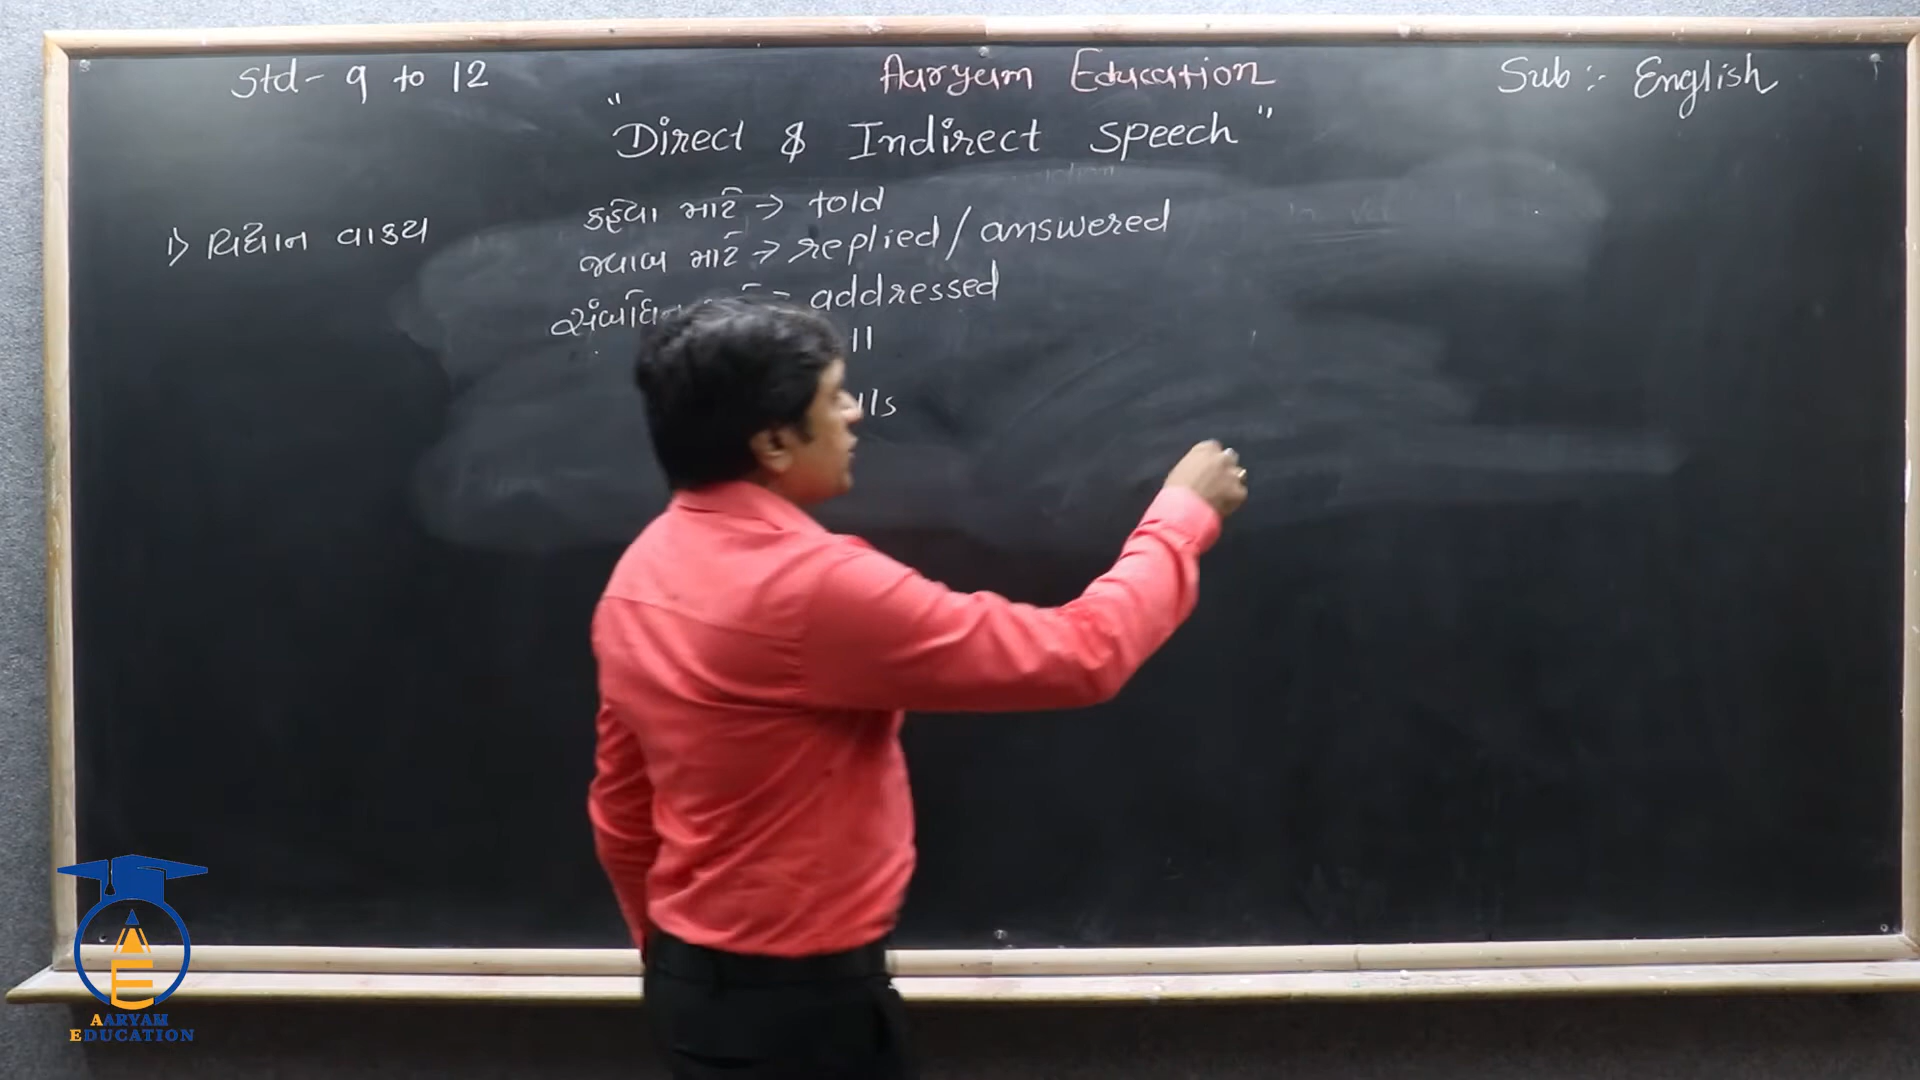 Std- 9 to 12
Aaryam Education
Sub:- English
"Direct & Indirect Speech"
1) વિધાન વાક્ય
કહેવા માટે → told
જવાબ માટે → replied / answered
addressed
AARYAM
EDUCATION